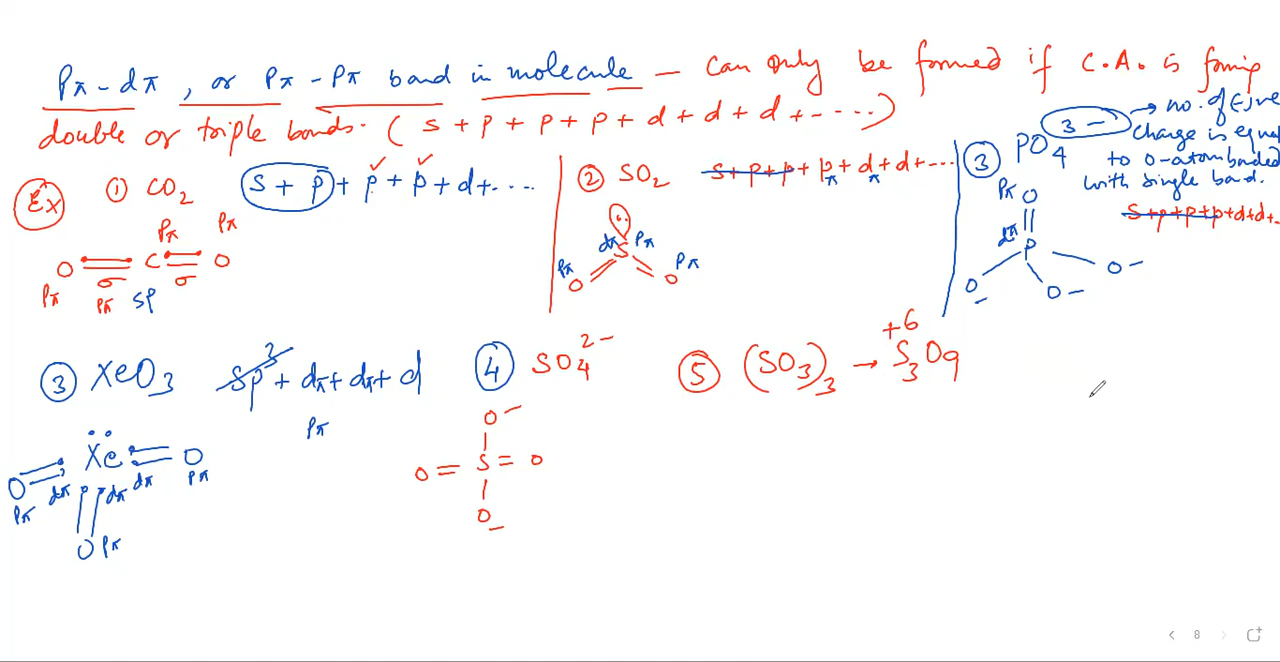 Pπ-dπ, or Pπ-Pπ bond in molecule — Can only be formed if C.A. is forming
double or triple bonds. (S+P+P+P+d+d+d+-...)
Ex ① CO2 S+P+P+P+d+...
Pπ Pπ
O C O
σ σ
Pπ Pπ SP
② SO2 S+P+P+P+d+d+...
π π
dπ S Pπ
Pπ Pπ
O O
③ PO4 3- → no. of (-)ve
charge is equal
to O-atom bonded
with single bond.
S+P+P+P+d+d+..
Pπ O
dπ P
O- O- O-
③ XeO3 SP3 + dπ+dπ+d
Pπ
O Xe O
Pπ dπ dπ dπ Pπ
O Pπ
④ SO4 2-
O-
O = S = O
O-
⑤ (SO3)3 → S3O9
+6
8